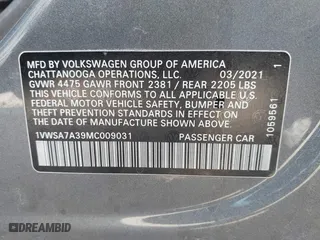 MFD BY VOLKSWAGEN GROUP OF AMERICA
CHATTANOOGA OPERATIONS, LLC. 03/2021
GVWR 4475 GAWR FRONT 2381 / REAR 2205 LBS
THIS VEHICLE CONFORMS TO ALL APPLICABLE
FEDERAL MOTOR VEHICLE SAFETY, BUMPER AND
THEFT PREVENTION STANDARDS IN EFFECT ON
THE DATE OF MANUFACTURE SHOWN ABOVE.
1VWSA7A39MC009031 PASSENGER CAR
1059561 1
DREAMBID